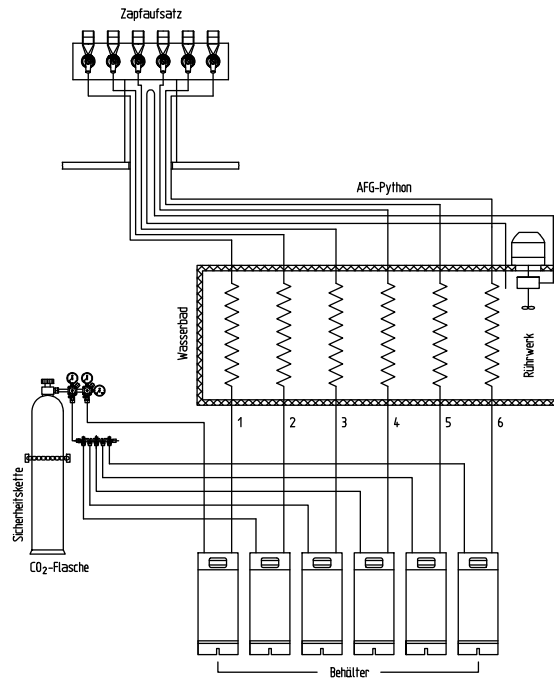 Zapfaufsatz
AFG-Python
Wasserbad
Rührwerk
1 2 3 4 5 6
Sicherheitskette
CO₂-Flasche
Behälter